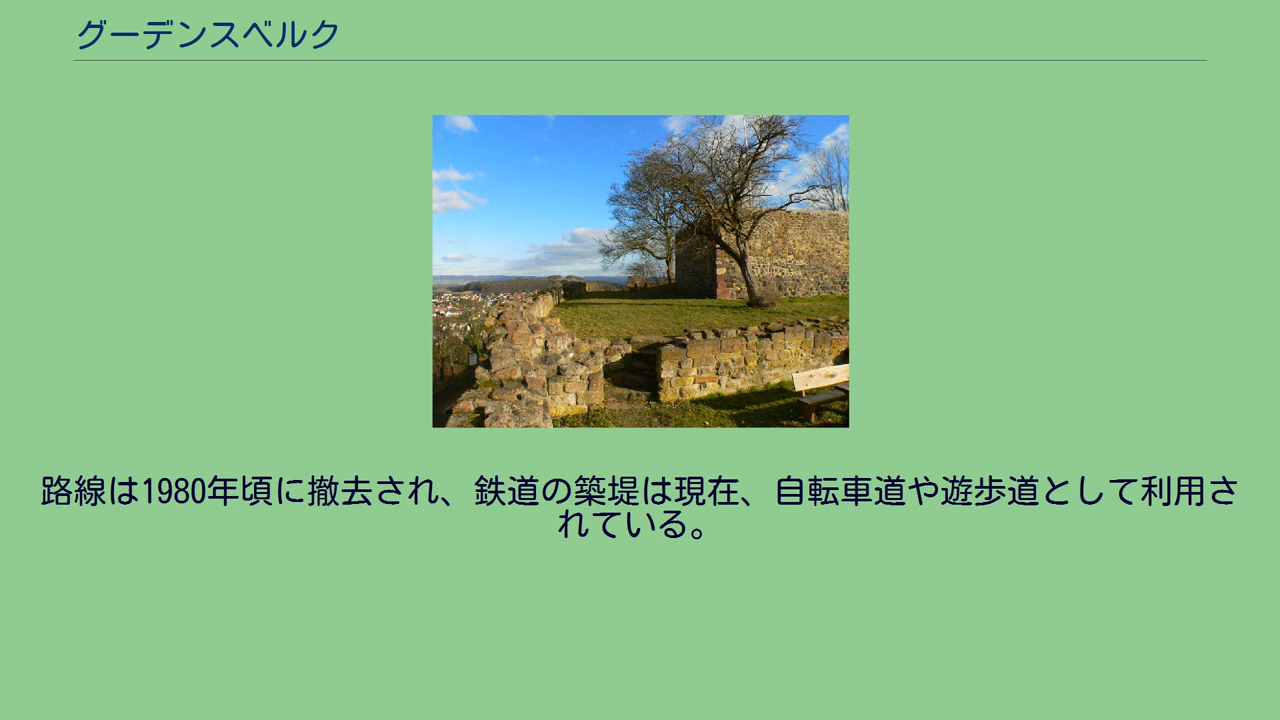 グーデンスベルク
路線は1980年頃に撤去され、鉄道の築堤は現在、自転車道や遊歩道として利用さ
れている。